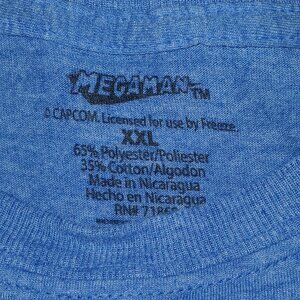 MEGAMAN TM
© CAPCOM. Licensed for use by Freeze.
XXL
65% Polyester/Poliester
35% Cotton/Algodon
Made in Nicaragua
Hecho en Nicaragua
RN#